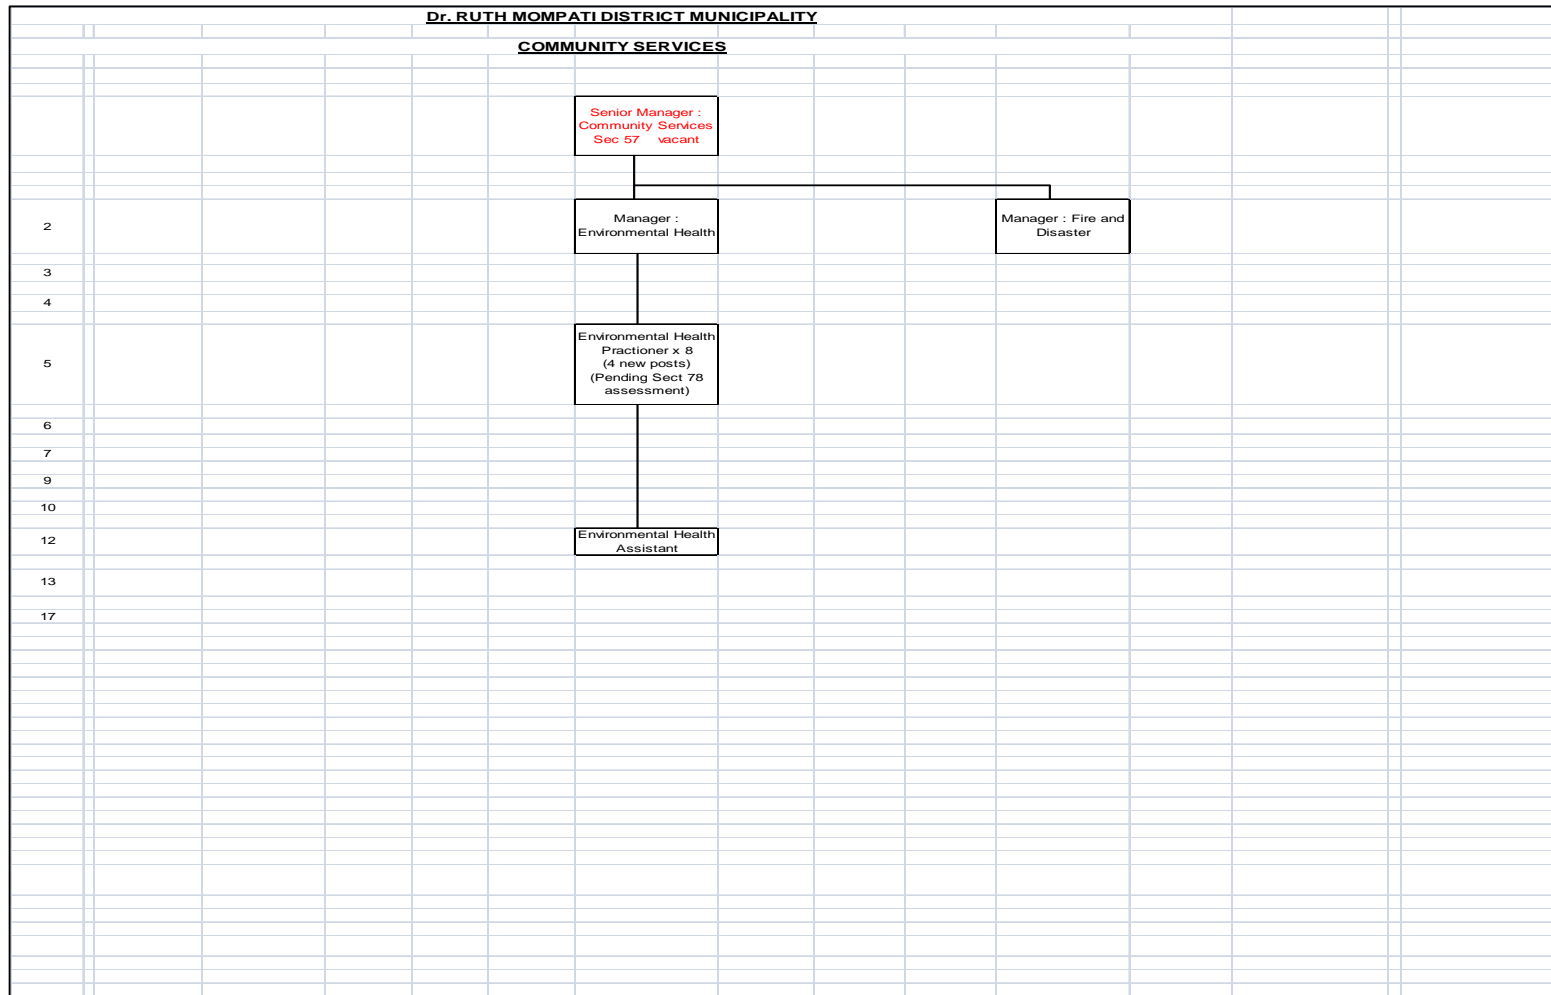 Dr. RUTH MOMPATI DISTRICT MUNICIPALITY
COMMUNITY SERVICES
Senior Manager :
Community Services
Sec 57 vacant
2
Manager :
Environmental Health
Manager : Fire and
Disaster
3
4
5
Environmental Health
Practioner x 8
(4 new posts)
(Pending Sect 78
assessment)
6
7
9
10
12
Environmental Health
Assistant
13
17